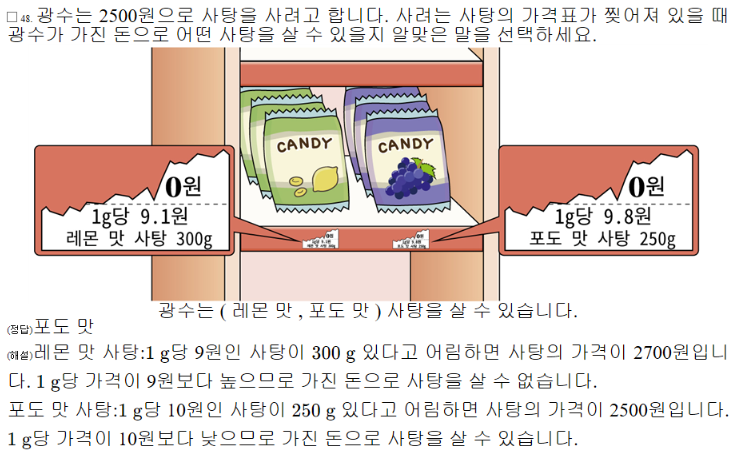 □ 48. 광수는 2500원으로 사탕을 사려고 합니다. 사려는 사탕의 가격표가 찢어져 있을 때
광수가 가진 돈으로 어떤 사탕을 살 수 있을지 알맞은 말을 선택하세요.
CANDY
CANDY
0원
1g당 9.1원
레몬 맛 사탕 300g
0원
1g당 9.8원
포도 맛 사탕 250g
광수는 ( 레몬 맛 , 포도 맛 ) 사탕을 살 수 있습니다.
(정답)포도 맛
(해설)레몬 맛 사탕:1 g당 9원인 사탕이 300 g 있다고 어림하면 사탕의 가격이 2700원입니
다. 1 g당 가격이 9원보다 높으므로 가진 돈으로 사탕을 살 수 없습니다.
포도 맛 사탕:1 g당 10원인 사탕이 250 g 있다고 어림하면 사탕의 가격이 2500원입니다.
1 g당 가격이 10원보다 낮으므로 가진 돈으로 사탕을 살 수 있습니다.